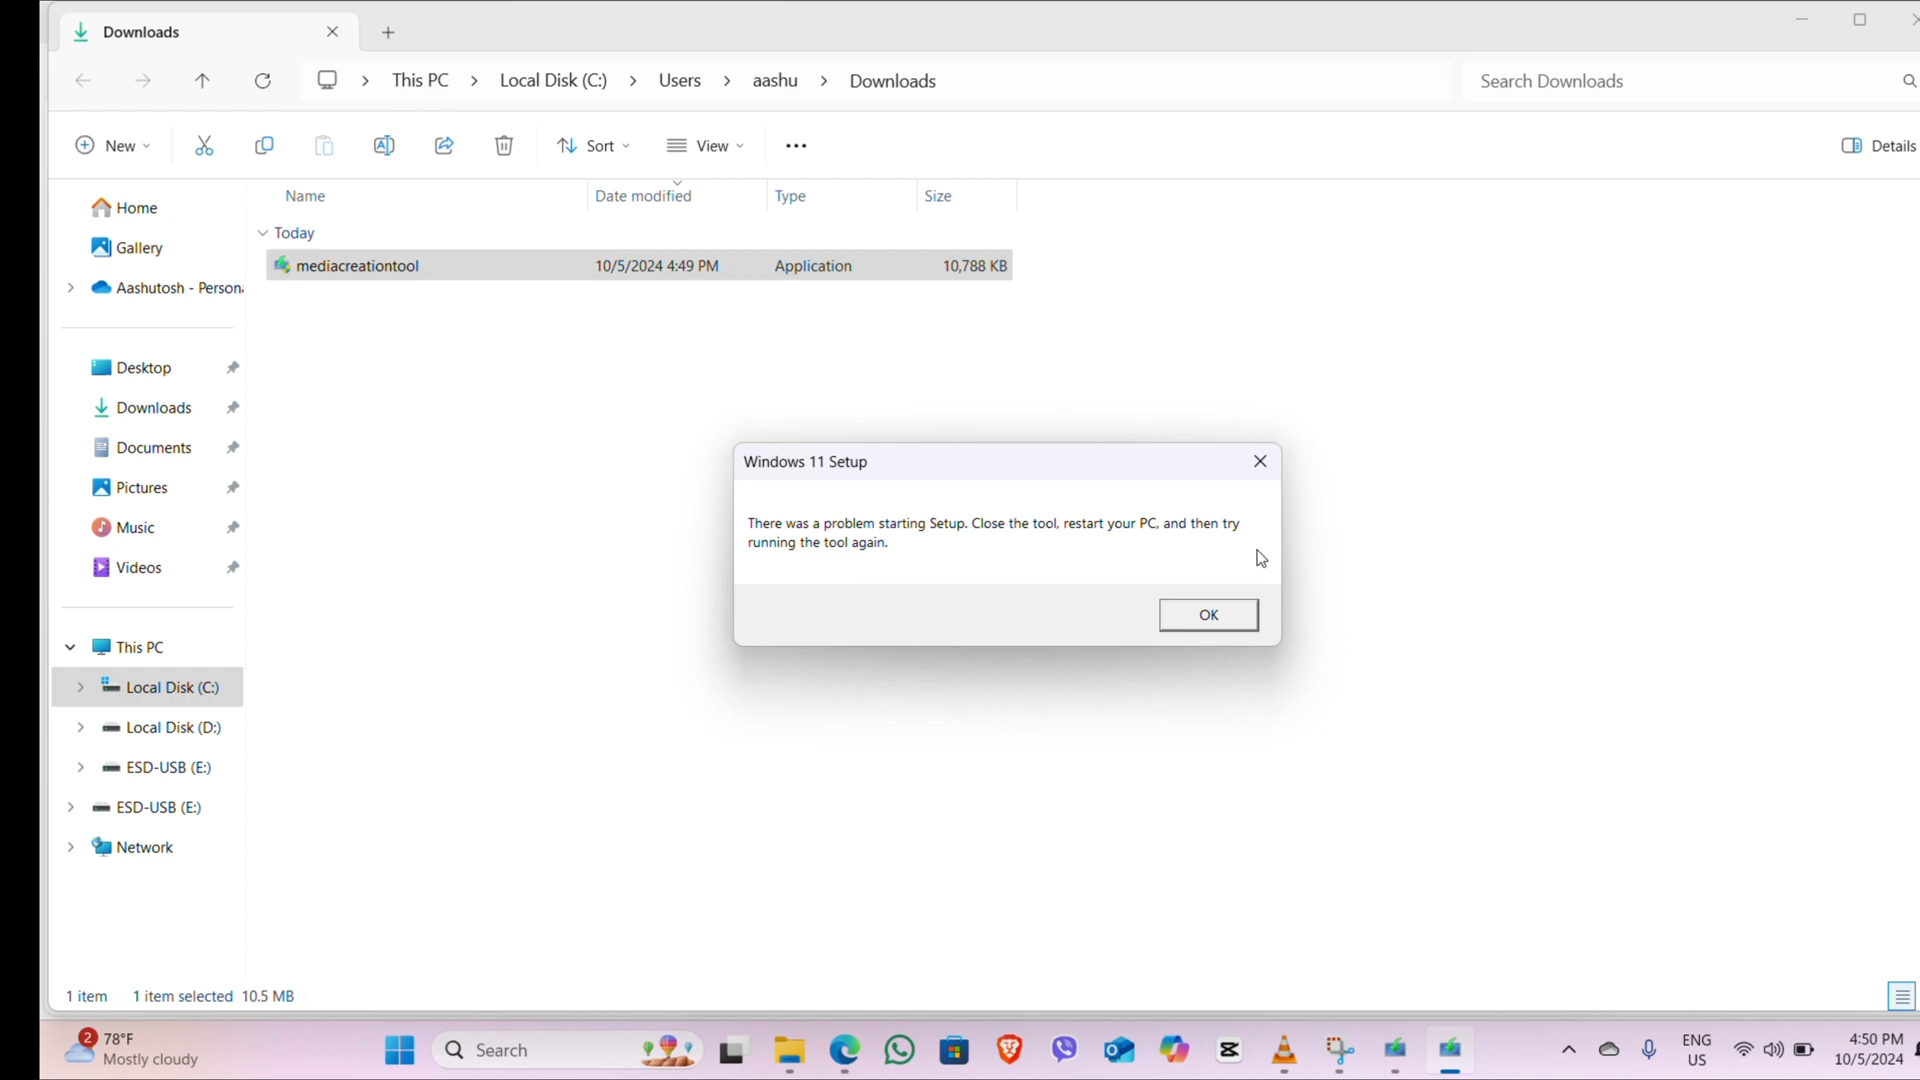 Downloads
This PC > Local Disk (C:) > Users > aashu > Downloads
Search Downloads
New
Sort
View
Details
Name
Date modified
Type
Size
Today
mediacreationtool
10/5/2024 4:49 PM
Application
10,788 KB
Home
Gallery
Aashutosh - Persona
Desktop
Downloads
Documents
Pictures
Music
Videos
This PC
Local Disk (C:)
Local Disk (D:)
ESD-USB (E:)
ESD-USB (E:)
Network
Windows 11 Setup
There was a problem starting Setup. Close the tool, restart your PC, and then try
running the tool again.
OK
1 item
1 item selected 10.5 MB
2
78°F
Mostly cloudy
Search
ENG
US
4:50 PM
10/5/2024